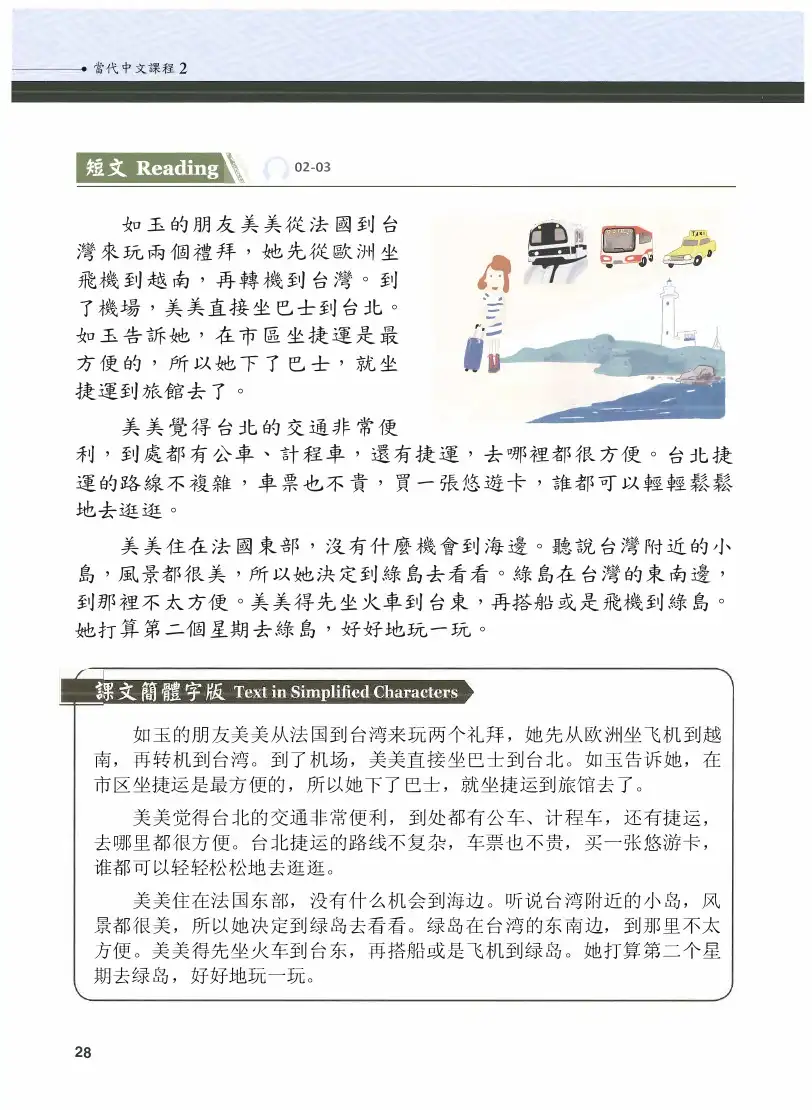 當代中文課程 2
短文 Reading
02-03
如玉的朋友美美從法國到台
灣來玩兩個禮拜，她先從歐洲坐
飛機到越南，再轉機到台灣。到
了機場，美美直接坐巴士到台北。
如玉告訴她，在市區坐捷運是最
方便的，所以她下了巴士，就坐
捷運到旅館去了。
美美覺得台北的交通非常便
利，到處都有公車、計程車，還有捷運，去哪裡都很方便。台北捷
運的路線不複雜，車票也不貴，買一張悠遊卡，誰都可以輕輕鬆鬆
地去逛逛。
美美住在法國東部，沒有什麼機會到海邊。聽說台灣附近的小
島，風景都很美，所以她決定到綠島去看看。綠島在台灣的東南邊，
到那裡不太方便。美美得先坐火車到台東，再搭船或是飛機到綠島。
她打算第二個星期去綠島，好好地玩一玩。
課文簡體字版 Text in Simplified Characters
如玉的朋友美美从法国到台湾来玩两个礼拜，她先从欧洲坐飞机到越
南，再转机到台湾。到了机场，美美直接坐巴士到台北。如玉告诉她，在
市区坐捷运是最方便的，所以她下了巴士，就坐捷运到旅馆去了。
美美觉得台北的交通非常便利，到处都有公车、计程车，还有捷运，
去哪里都很方便。台北捷运的路线不复杂，车票也不贵，买一张悠游卡，
谁都可以轻轻松松地去逛逛。
美美住在法国东部，没有什么机会到海边。听说台湾附近的小岛，风
景都很美，所以她决定到绿岛去看看。绿岛在台湾的东南边，到那里不太
方便。美美得先坐火车到台东，再搭船或是飞机到绿岛。她打算第二个星
期去绿岛，好好地玩一玩。
28